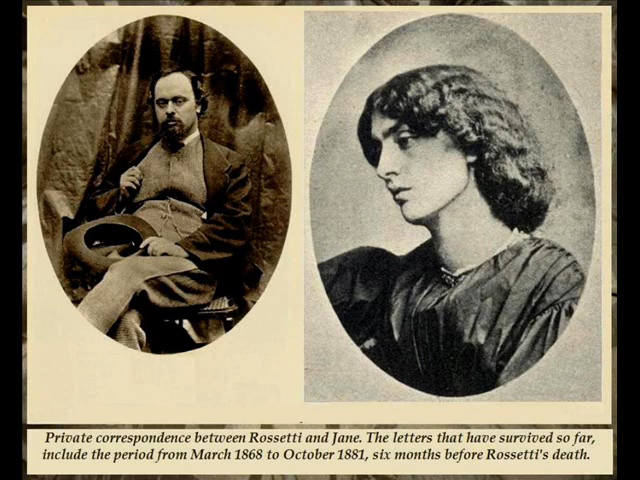 Private correspondence between Rossetti and Jane. The letters that have survived so far,
include the period from March 1868 to October 1881, six months before Rossetti's death.